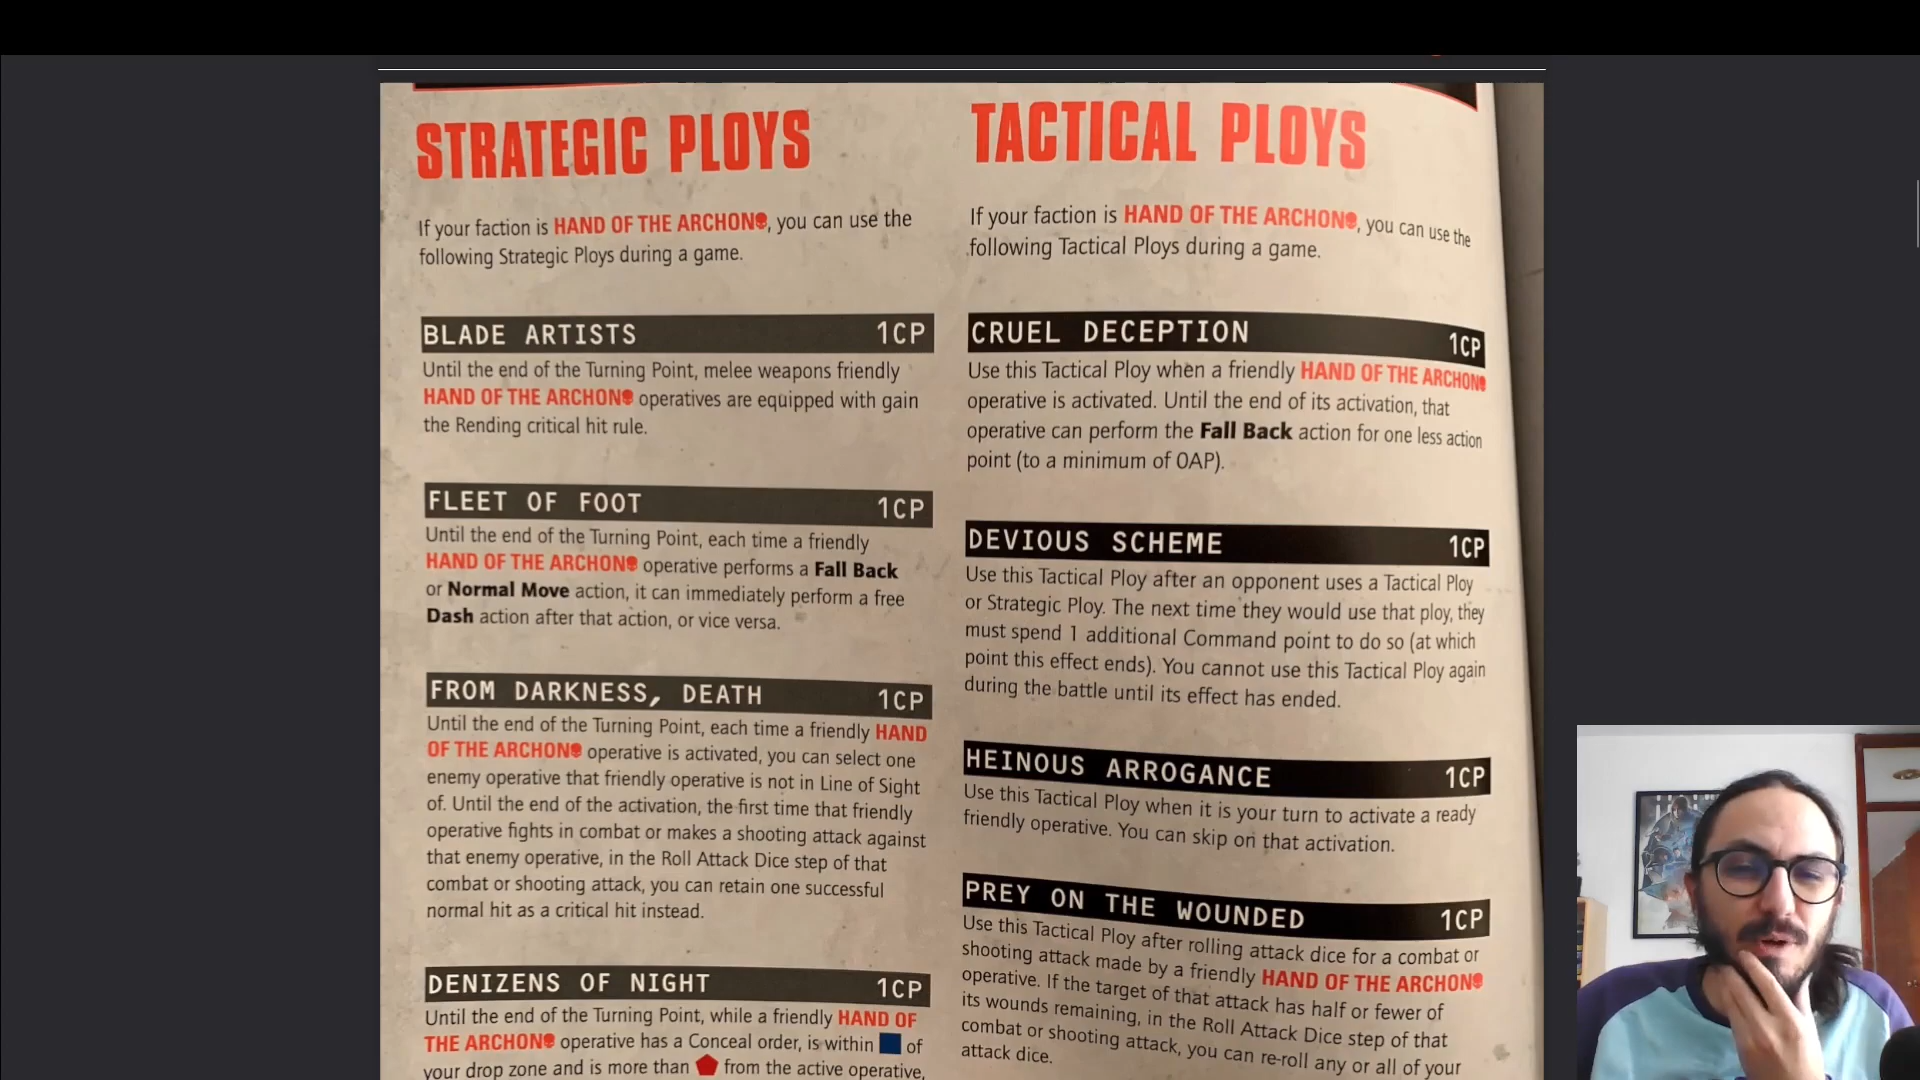 STRATEGIC PLOYS
If your faction is HAND OF THE ARCHON, you can use the
following Strategic Ploys during a game.
BLADE ARTISTS 1CP
Until the end of the Turning Point, melee weapons friendly
HAND OF THE ARCHON operatives are equipped with gain
the Rending critical hit rule.
FLEET OF FOOT 1CP
Until the end of the Turning Point, each time a friendly
HAND OF THE ARCHON operative performs a Fall Back
or Normal Move action, it can immediately perform a free
Dash action after that action, or vice versa.
FROM DARKNESS, DEATH 1CP
Until the end of the Turning Point, each time a friendly HAND
OF THE ARCHON operative is activated, you can select one
enemy operative that friendly operative is not in Line of Sight
of. Until the end of the activation, the first time that friendly
operative fights in combat or makes a shooting attack against
that enemy operative, in the Roll Attack Dice step of that
combat or shooting attack, you can retain one successful
normal hit as a critical hit instead.
DENIZENS OF NIGHT 1CP
Until the end of the Turning Point, while a friendly HAND OF
THE ARCHON operative has a Conceal order, is within of
your drop zone and is more than from the active operative,
TACTICAL PLOYS
If your faction is HAND OF THE ARCHON, you can use the
following Tactical Ploys during a game.
CRUEL DECEPTION 1CP
Use this Tactical Ploy when a friendly HAND OF THE ARCHON
operative is activated. Until the end of its activation, that
operative can perform the Fall Back action for one less action
point (to a minimum of 0AP).
DEVIOUS SCHEME 1CP
Use this Tactical Ploy after an opponent uses a Tactical Ploy
or Strategic Ploy. The next time they would use that ploy, they
must spend 1 additional Command point to do so (at which
point this effect ends). You cannot use this Tactical Ploy again
during the battle until its effect has ended.
HEINOUS ARROGANCE 1CP
Use this Tactical Ploy when it is your turn to activate a ready
friendly operative. You can skip on that activation.
PREY ON THE WOUNDED 1CP
Use this Tactical Ploy after rolling attack dice for a combat or
shooting attack made by a friendly HAND OF THE ARCHON
operative. If the target of that attack has half or fewer of
its wounds remaining, in the Roll Attack Dice step of that
combat or shooting attack, you can re-roll any or all of your
attack dice.